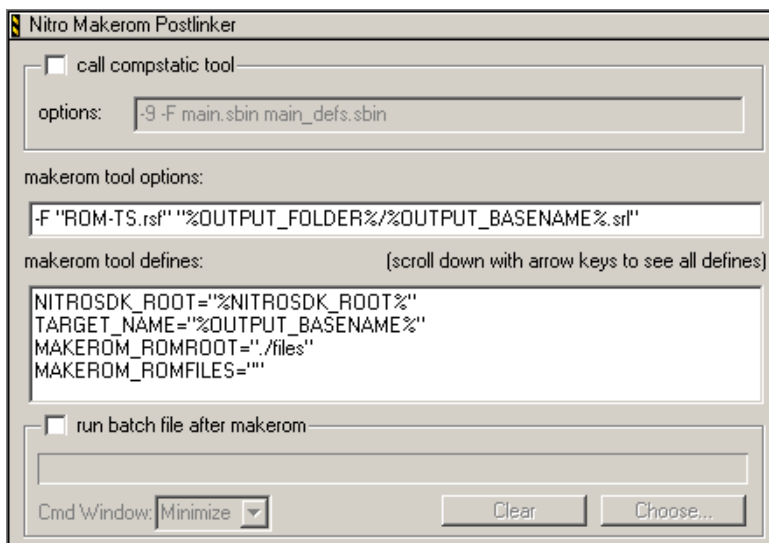 Nitro Makerom Postlinker
call compstatic tool
options: -9 -F main.sbin main_defs.sbin
makerom tool options:
-F "ROM-TS.rsf" "%OUTPUT_FOLDER%/%OUTPUT_BASENAME%.srl"
makerom tool defines: (scroll down with arrow keys to see all defines)
NITROSDK_ROOT="%NITROSDK_ROOT%"
TARGET_NAME="%OUTPUT_BASENAME%"
MAKEROM_ROMROOT="./files"
MAKEROM_ROMFILES=""
run batch file after makerom
Cmd Window: Minimize Clear Choose...